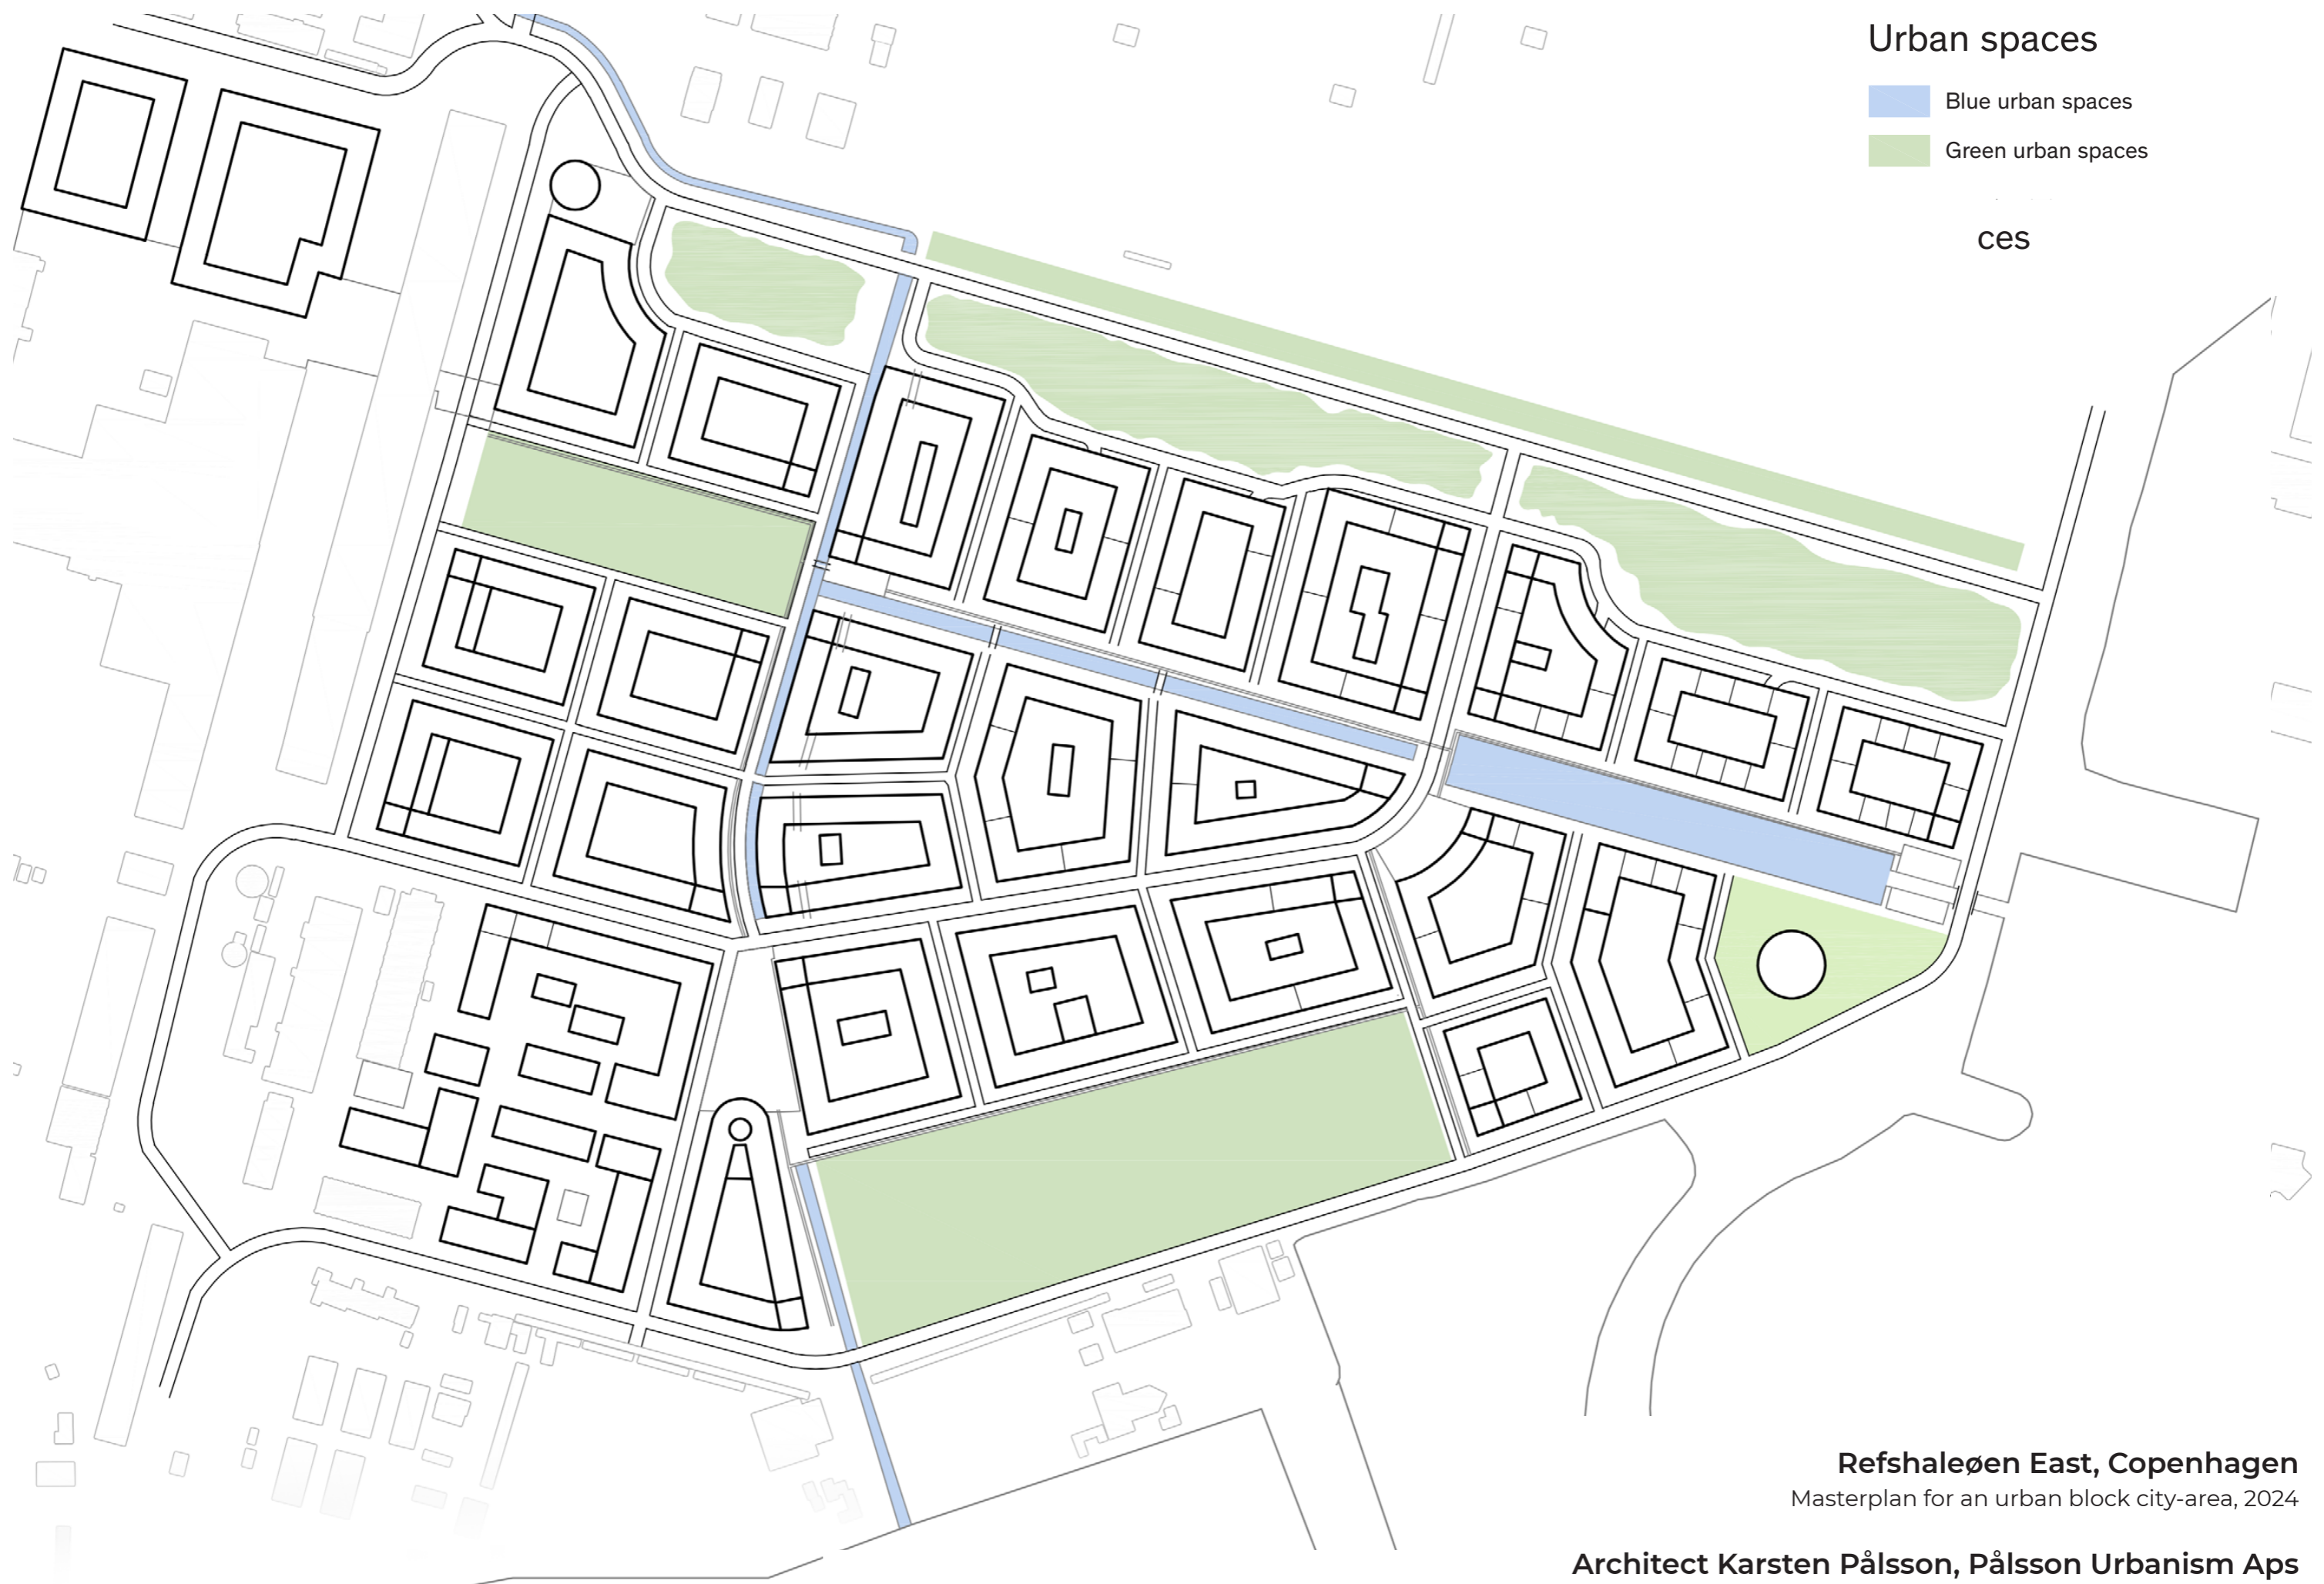 Urban spaces
Blue urban spaces
Green urban spaces
ces
Refshaleøen East, Copenhagen
Masterplan for an urban block city-area, 2024
Architect Karsten Pålsson, Pålsson Urbanism Aps